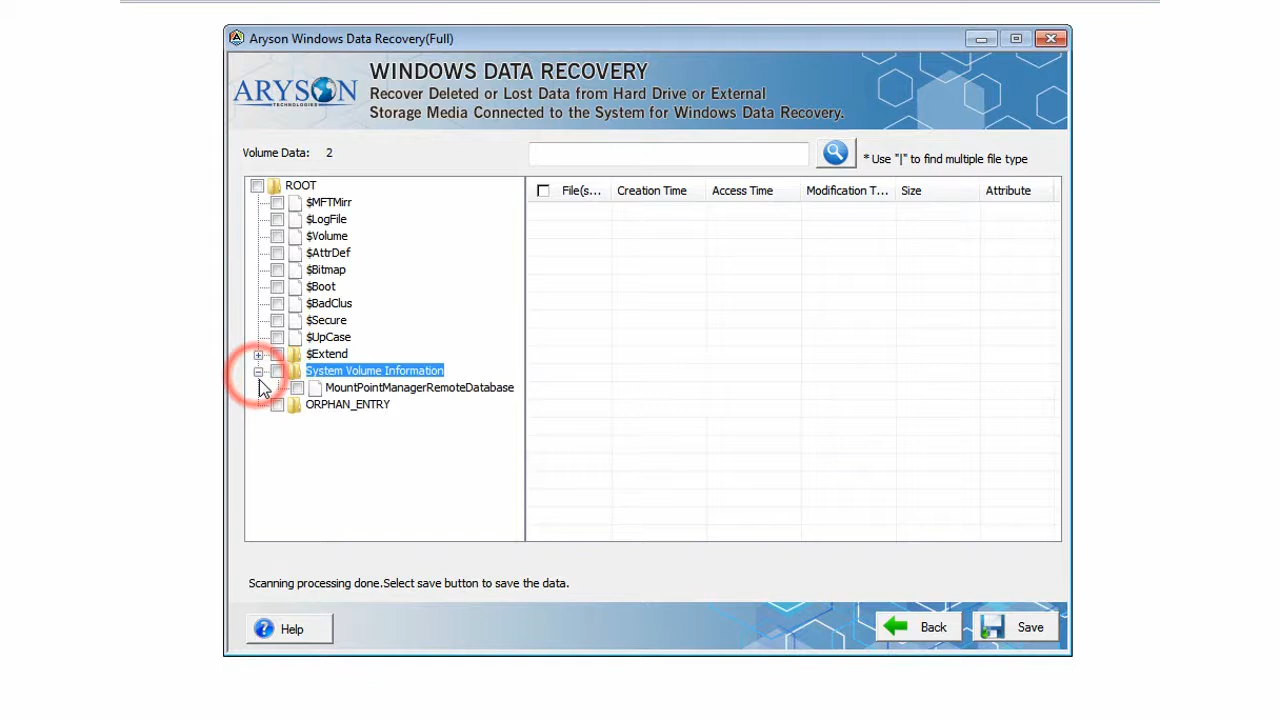 Aryson Windows Data Recovery(Full)
WINDOWS DATA RECOVERY
Recover Deleted or Lost Data from Hard Drive or External
Storage Media Connected to the System for Windows Data Recovery.
ARYSON
TECHNOLOGIES
Volume Data: 2
* Use "|" to find multiple file type
ROOT
$MFTMirr
$LogFile
$Volume
$AttrDef
$Bitmap
$Boot
$BadClus
$Secure
$UpCase
$Extend
System Volume Information
MountPointManagerRemoteDatabase
ORPHAN_ENTRY
File(s... Creation Time Access Time Modification T... Size Attribute
Scanning processing done.Select save button to save the data.
Help
Back
Save